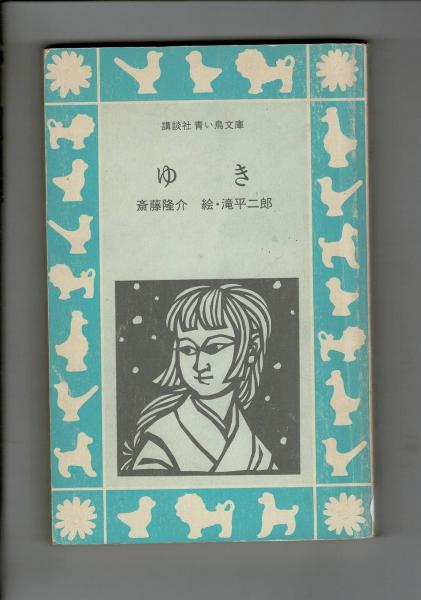 講談社 青い鳥文庫
ゆき
斎藤隆介 絵・滝平二郎